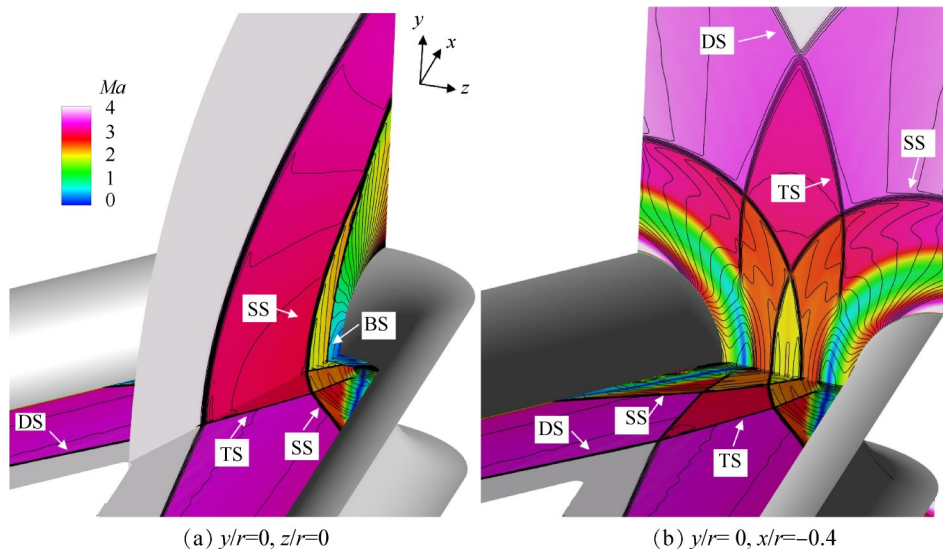 y
x
z
Ma
4
3
2
1
0
SS
BS
DS
TS
SS
DS
SS
TS
SS
DS
TS
(a) y/r=0, z/r=0
(b) y/r= 0, x/r=-0.4